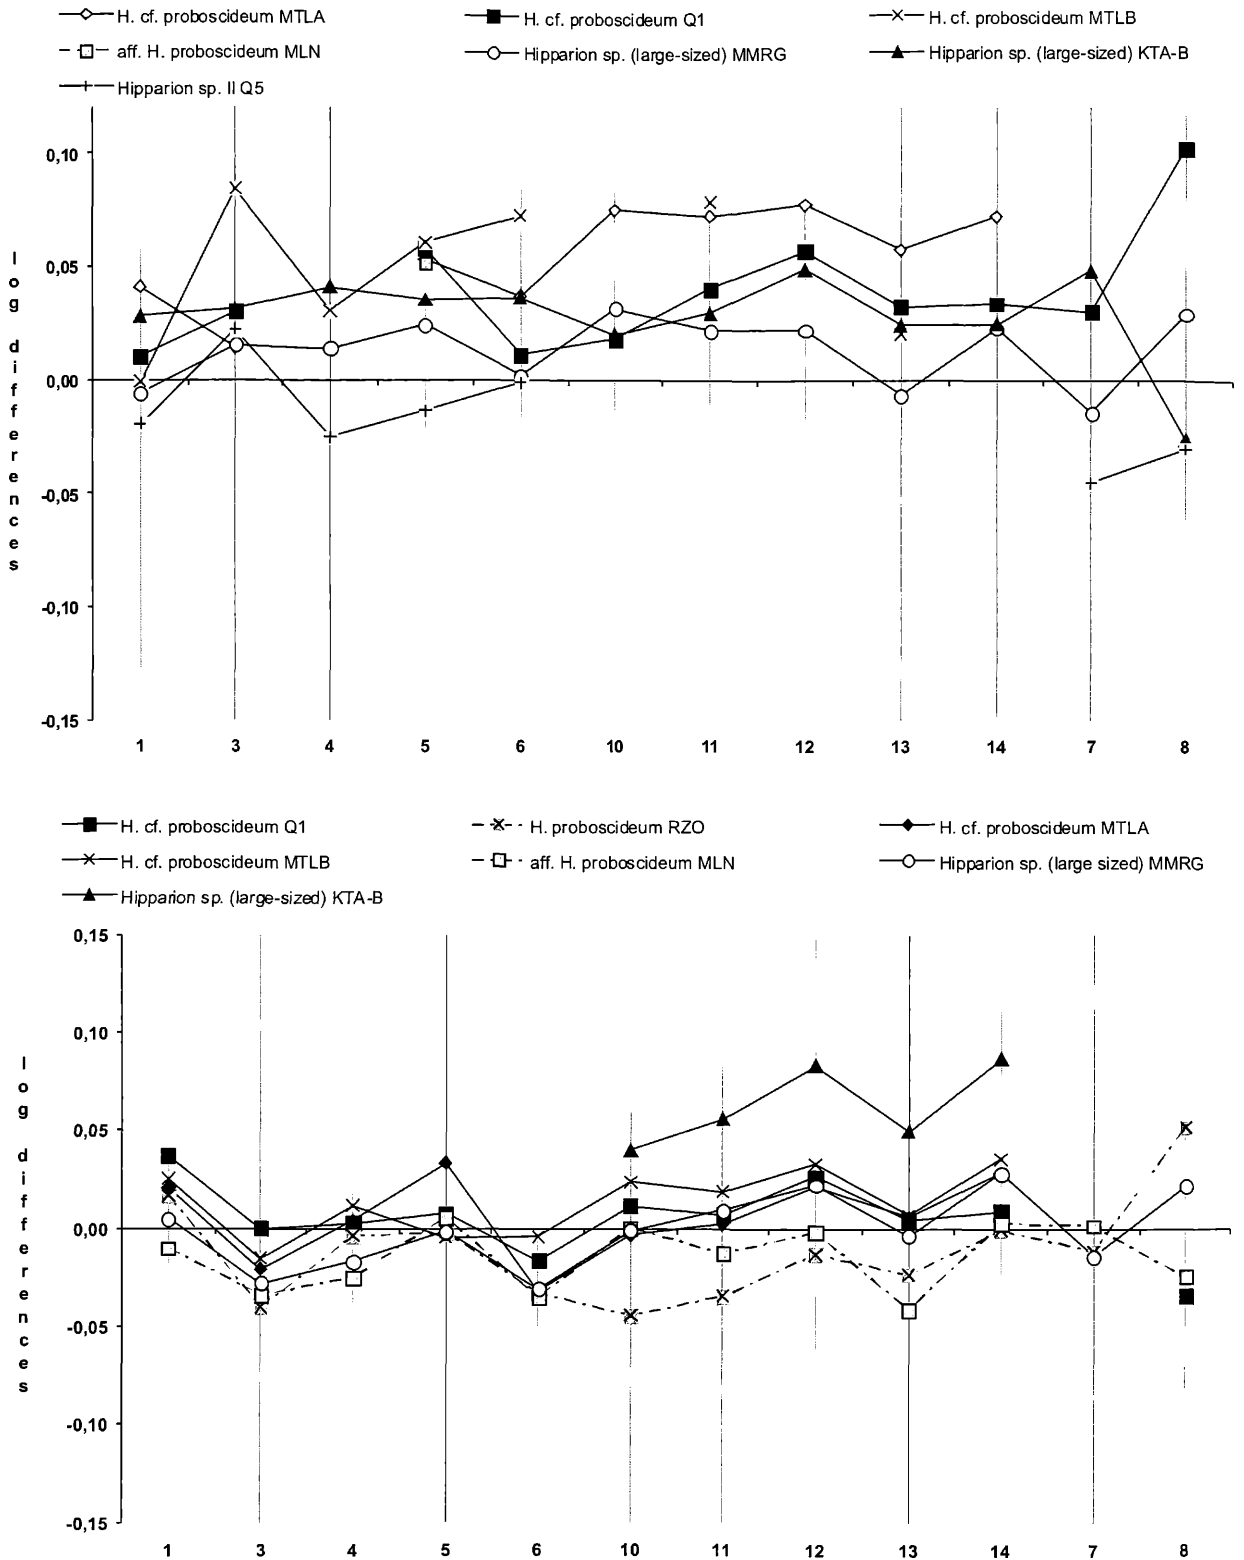 H. cf. proboscideum MTLA
H. cf. proboscideum Q1
H. cf. proboscideum MTLB
aff. H. proboscideum MLN
Hipparion sp. (large-sized) MMRG
Hipparion sp. (large-sized) KTA-B
Hipparion sp. II Q5
log differences
0,10
0,05
0,00
-0,05
-0,10
-0,15
1 3 4 5 6 10 11 12 13 14 7 8
H. cf. proboscideum Q1
H. proboscideum RZO
H. cf. proboscideum MTLA
H. cf. proboscideum MTLB
aff. H. proboscideum MLN
Hipparion sp. (large sized) MMRG
Hipparion sp. (large-sized) KTA-B
log differences
0,15
0,10
0,05
0,00
-0,05
-0,10
-0,15
1 3 4 5 6 10 11 12 13 14 7 8